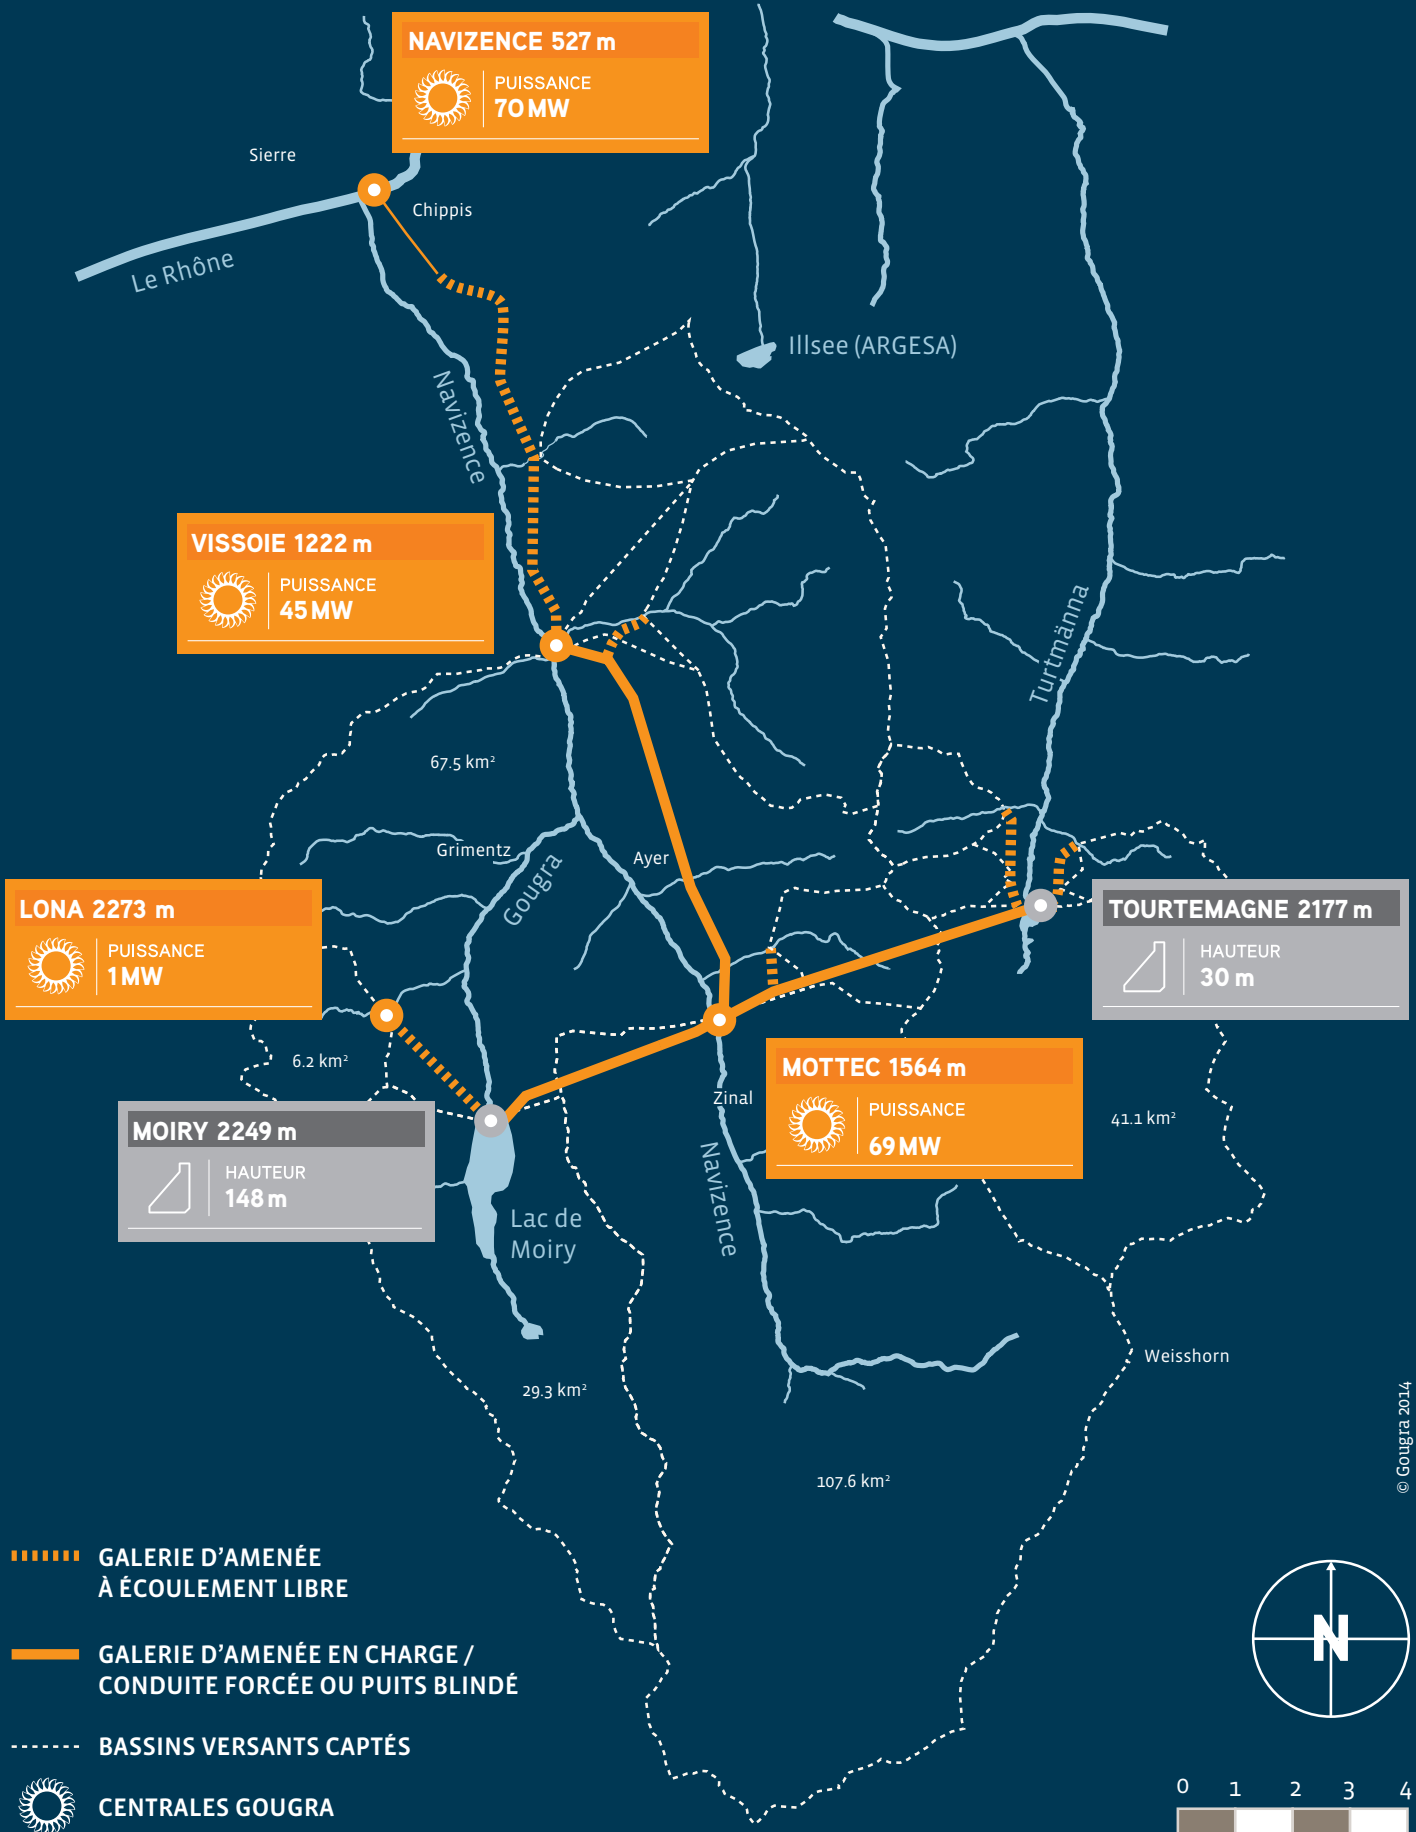 NAVIZENCE 527 m
PUISSANCE
70 MW
Sierre
Chippis
Le Rhône
Illsee (ARGESA)
Navizence
VISSOIE 1222 m
PUISSANCE
45 MW
Turtmänna
67.5 km²
Grimentz
Ayer
Gougra
LONA 2273 m
PUISSANCE
1 MW
TOURTEMAGNE 2177 m
HAUTEUR
30 m
6.2 km²
MOTTEC 1564 m
PUISSANCE
69 MW
Zinal
41.1 km²
MOIRY 2249 m
HAUTEUR
148 m
Navizence
Lac de
Moiry
Weisshorn
29.3 km²
107.6 km²
© Gougra 2014
GALERIE D'AMENÉE
À ÉCOULEMENT LIBRE
GALERIE D'AMENÉE EN CHARGE /
CONDUITE FORCÉE OU PUITS BLINDÉ
BASSINS VERSANTS CAPTÉS
CENTRALES GOUGRA
N
0 1 2 3 4